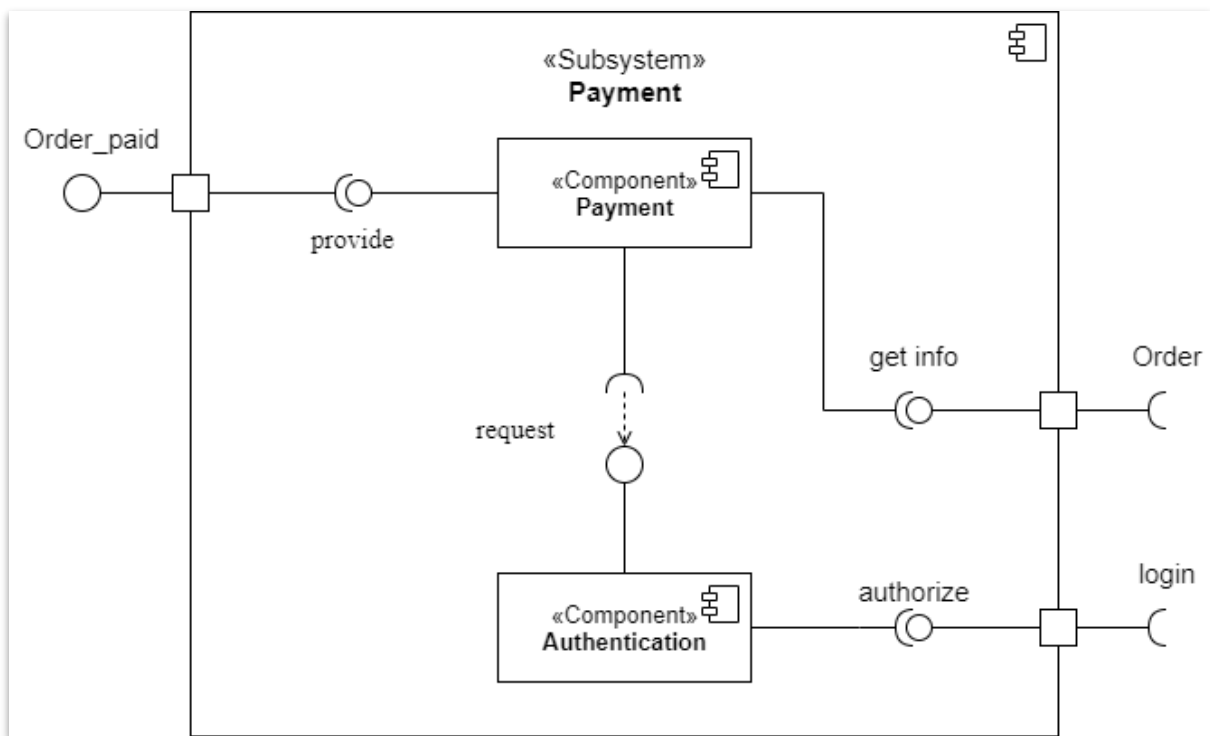 «Subsystem»
Payment
Order_paid
«Component»
Payment
provide
get info
Order
request
«Component»
Authentication
authorize
login